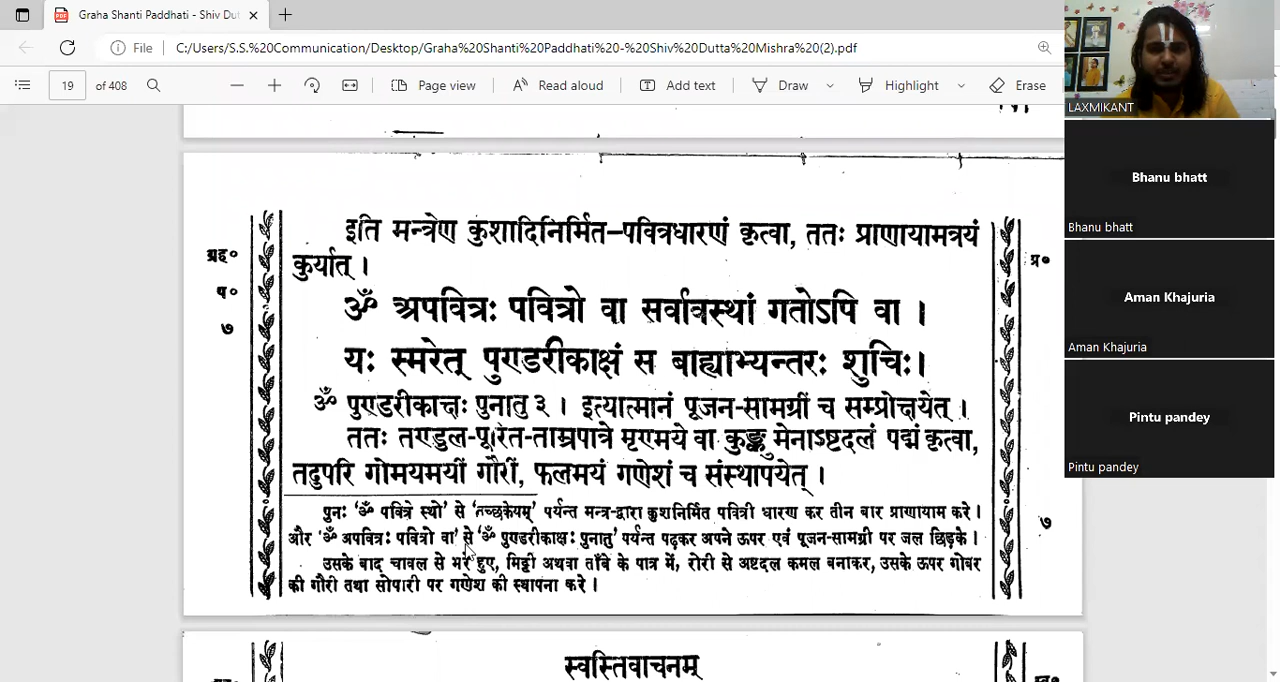 Graha Shanti Paddhati - Shiv Dut
File C:/Users/S.S.%20Communication/Desktop/Graha%20Shanti%20Paddhati%20-%20Shiv%20Dutta%20Mishra%20(2).pdf
19 of 408 Page view Read aloud Add text Draw Highlight Erase
LAXMIKANT
Bhanu bhatt
Bhanu bhatt
Aman Khajuria
Aman Khajuria
Pintu pandey
Pintu pandey
ग्रह०
प०
७
इति मन्त्रेण कुशादिनिर्मित–पवित्रधारणं कृत्वा, ततः प्राणायामत्रयं
कुर्यात् ।
ॐ अपवित्रः पवित्रो वा सर्वावस्थां गतोऽपि वा ।
यः स्मरेत् पुण्डरीकाक्षं स बाह्याभ्यन्तरः शुचिः।
ॐ पुण्डरीकाक्षः पुनातु ३ । इत्यात्मानं पूजन-सामग्रीं च सम्प्रोक्षयेत् ।
ततः तण्डुल-पूरित-ताम्रपात्रे मृण्मये वा कुङ्कुमेनाऽष्टदलं पद्मं कृत्वा,
तदुपरि गोमयमयीं गौरीं, फलमयं गणेशं च संस्थापयेत् ।
पुनः 'ॐ पवित्रे स्थो' से 'तच्छकेयम्' पर्यन्त मन्त्र-द्वारा कुशनिर्मित पवित्री धारण कर तीन बार प्राणायाम करे ।
और 'ॐ अपवित्रः पवित्रो वा' से 'ॐ पुण्डरीकाक्षः पुनातु' पर्यन्त पढ़कर अपने ऊपर एवं पूजन-सामग्री पर जल छिड़के ।
उसके बाद चावल से भरे हुए, मिट्टी अथवा ताँबे के पात्र में, रोरी से अष्टदल कमल बनाकर, उसके ऊपर गोबर
की गौरी तथा सोपारी पर गणेश की स्थापना करे ।
प्र०
७
स्वस्तिवाचनम्